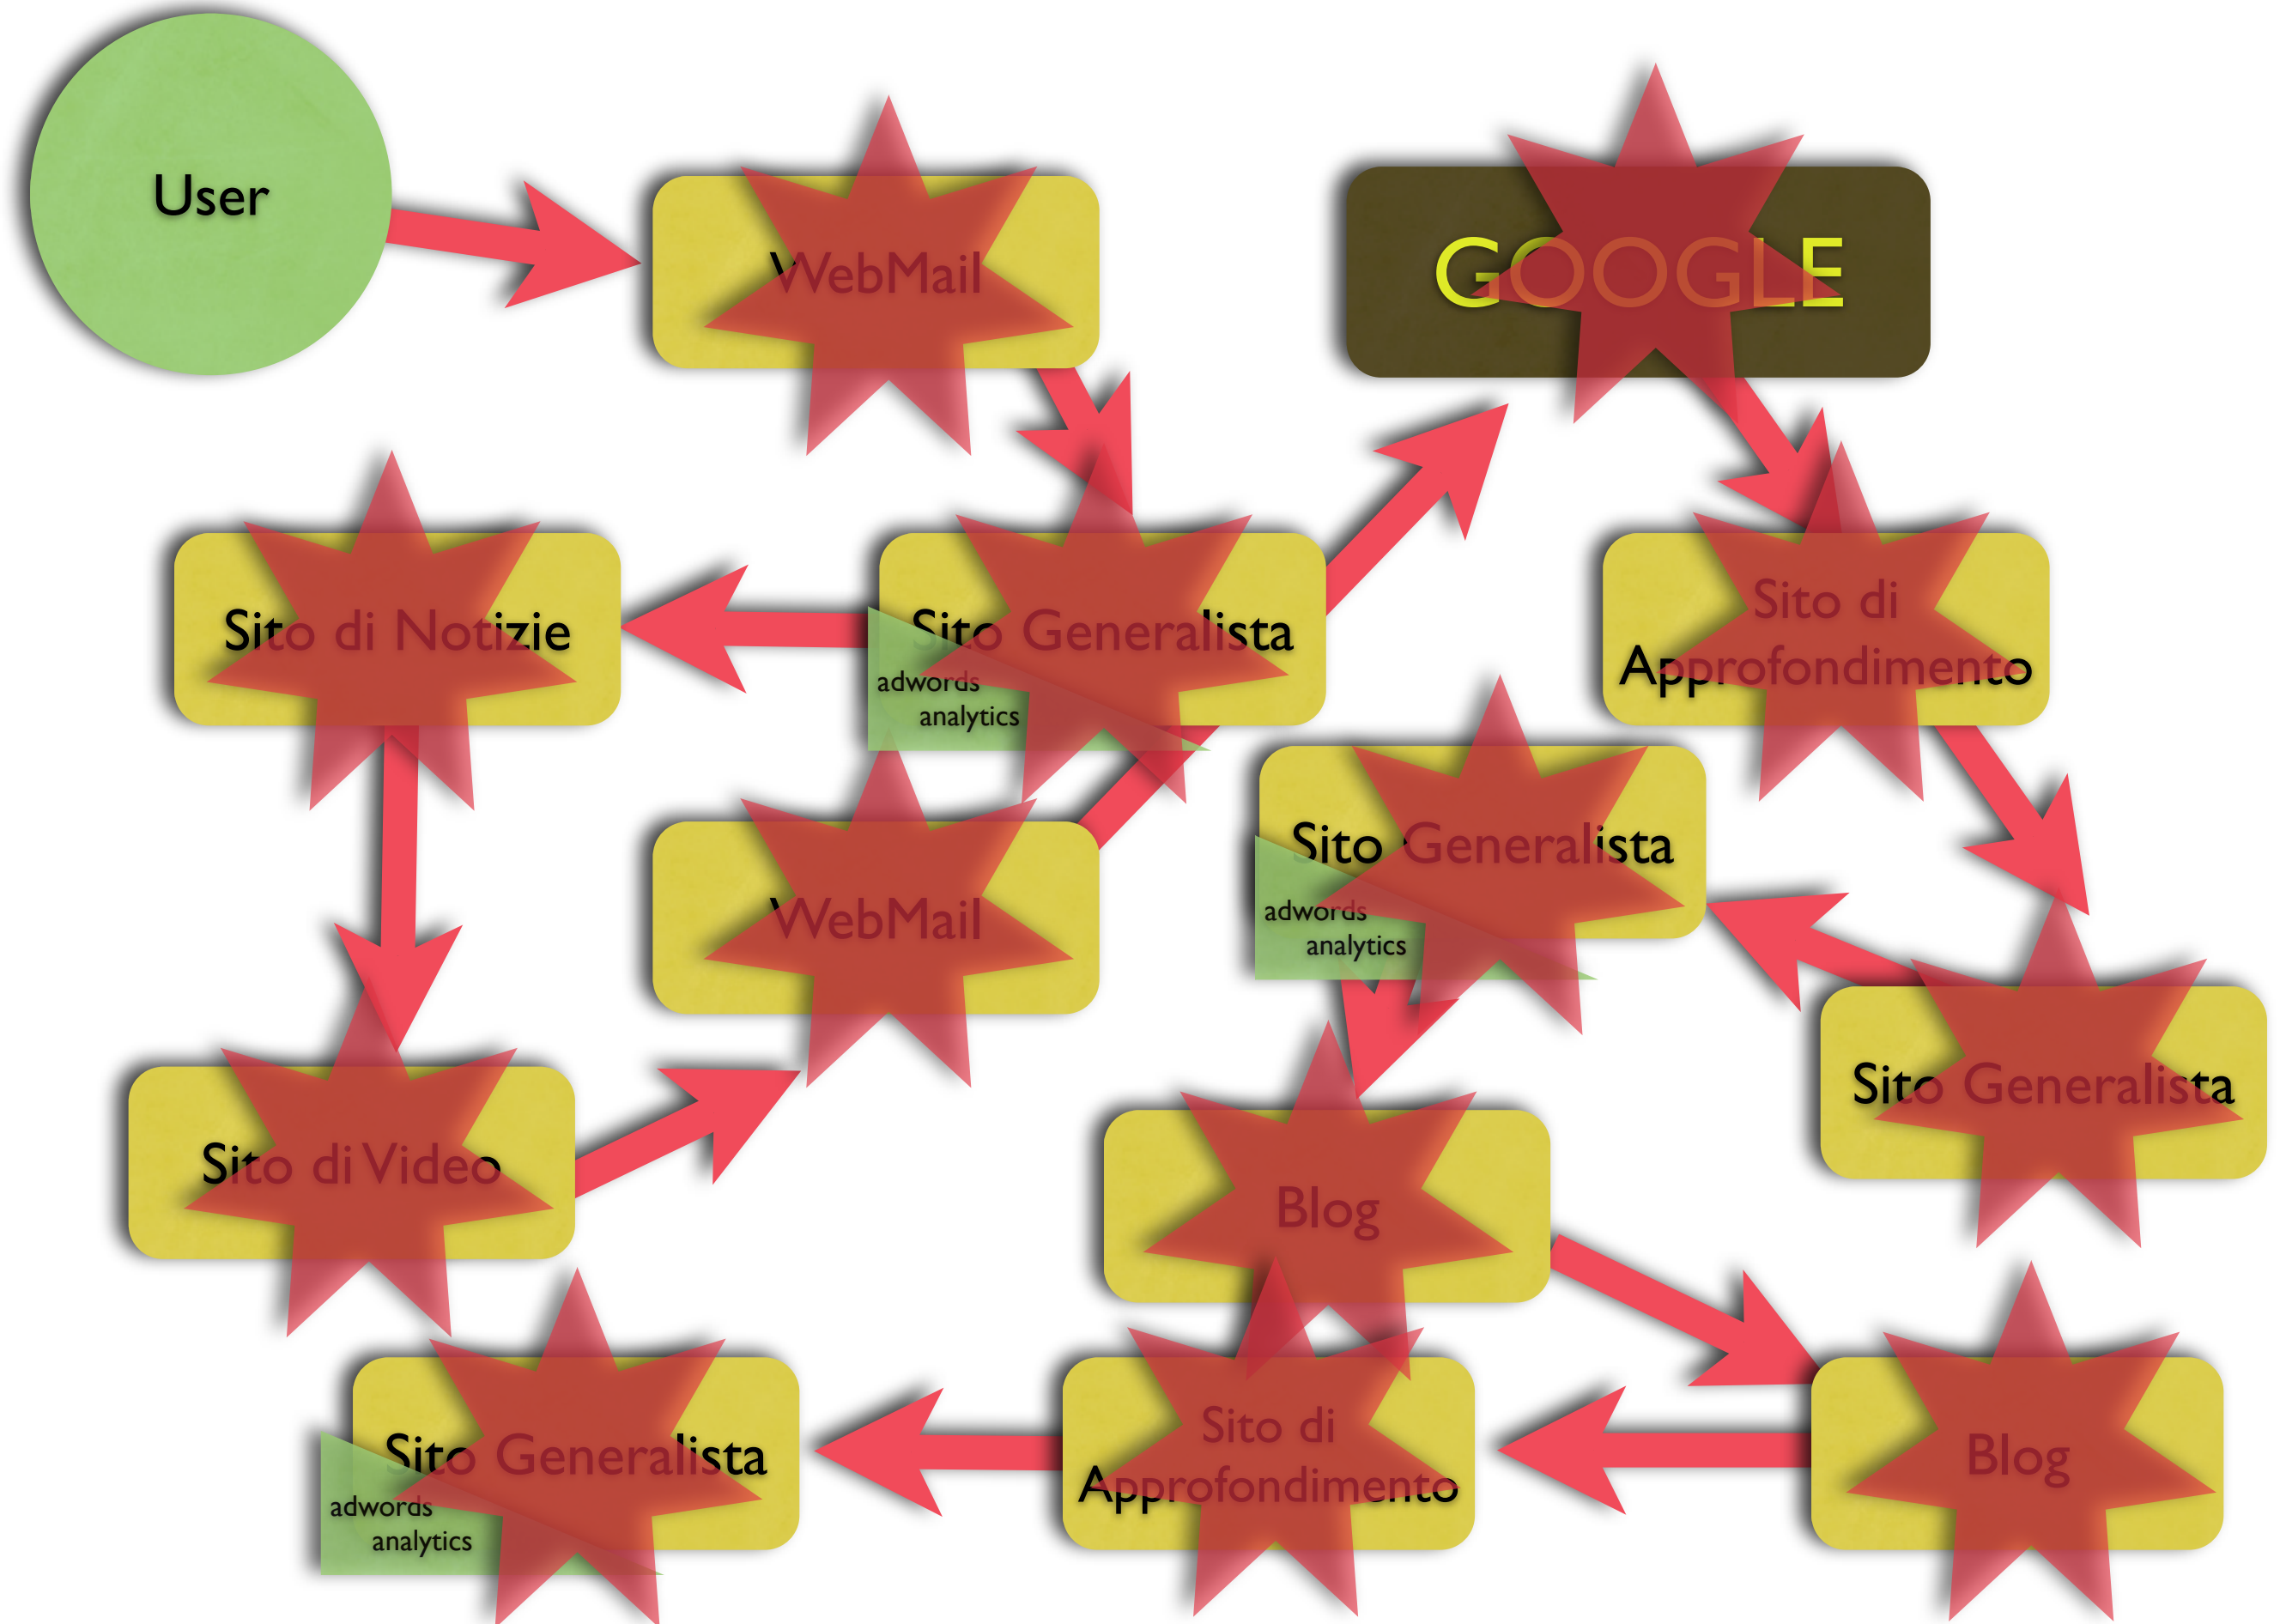 User
WebMail
GOOGLE
Sito di Notizie
Sito Generalista
adwords
analytics
Sito di
Approfondimento
Sito Generalista
adwords
analytics
WebMail
Sito Generalista
Sito di Video
Blog
Sito Generalista
adwords
analytics
Sito di
Approfondimento
Blog